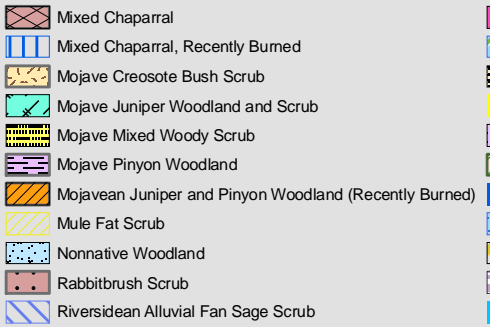 Mixed Chaparral
Mixed Chaparral, Recently Burned
Mojave Creosote Bush Scrub
Mojave Juniper Woodland and Scrub
Mojave Mixed Woody Scrub
Mojave Pinyon Woodland
Mojavean Juniper and Pinyon Woodland (Recently Burned)
Mule Fat Scrub
Nonnative Woodland
Rabbitbrush Scrub
Riversidean Alluvial Fan Sage Scrub